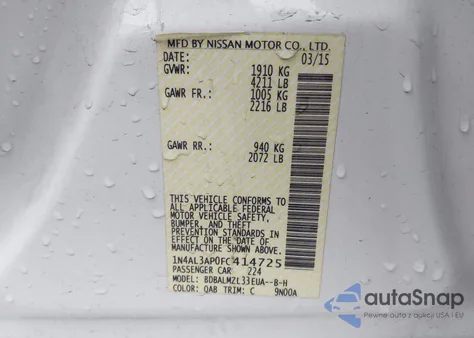 MFD BY NISSAN MOTOR CO., LTD.
DATE: 03/15
GVWR: 1910 KG
4211 LB
GAWR FR.: 1005 KG
2216 LB
GAWR RR.: 940 KG
2072 LB
THIS VEHICLE CONFORMS TO
ALL APPLICABLE FEDERAL
MOTOR VEHICLE SAFETY,
BUMPER, AND THEFT
PREVENTION STANDARDS IN
EFFECT ON THE DATE OF
MANUFACTURE SHOWN ABOVE.
1N4AL3AP0FC414725
PASSENGER CAR 224
MODEL: BDBALMZL33EUA--B-H
COLOR: QAB TRIM: C 9N00A
autaSnap
Pewne auta z aukcji w USA i Kanadzie